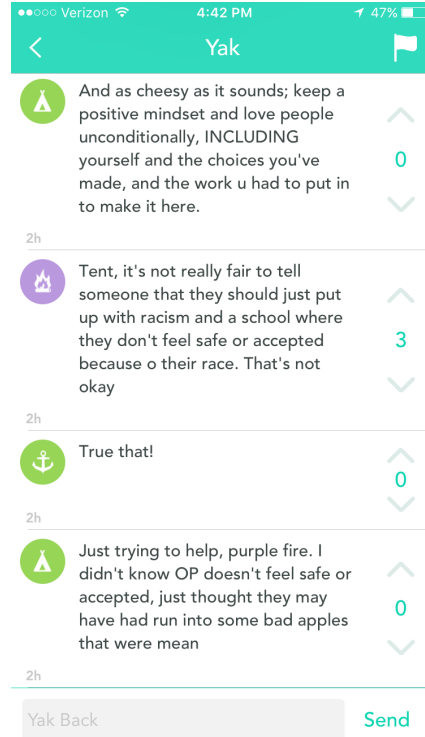 Verizon 4:42 PM 47%
Yak
And as cheesy as it sounds; keep a
positive mindset and love people
unconditionally, INCLUDING
yourself and the choices you've
made, and the work u had to put in
to make it here.
0
2h
Tent, it's not really fair to tell
someone that they should just put
up with racism and a school where
they don't feel safe or accepted
because o their race. That's not
okay
3
2h
True that!
0
2h
Just trying to help, purple fire. I
didn't know OP doesn't feel safe or
accepted, just thought they may
have had run into some bad apples
that were mean
0
2h
Yak Back Send